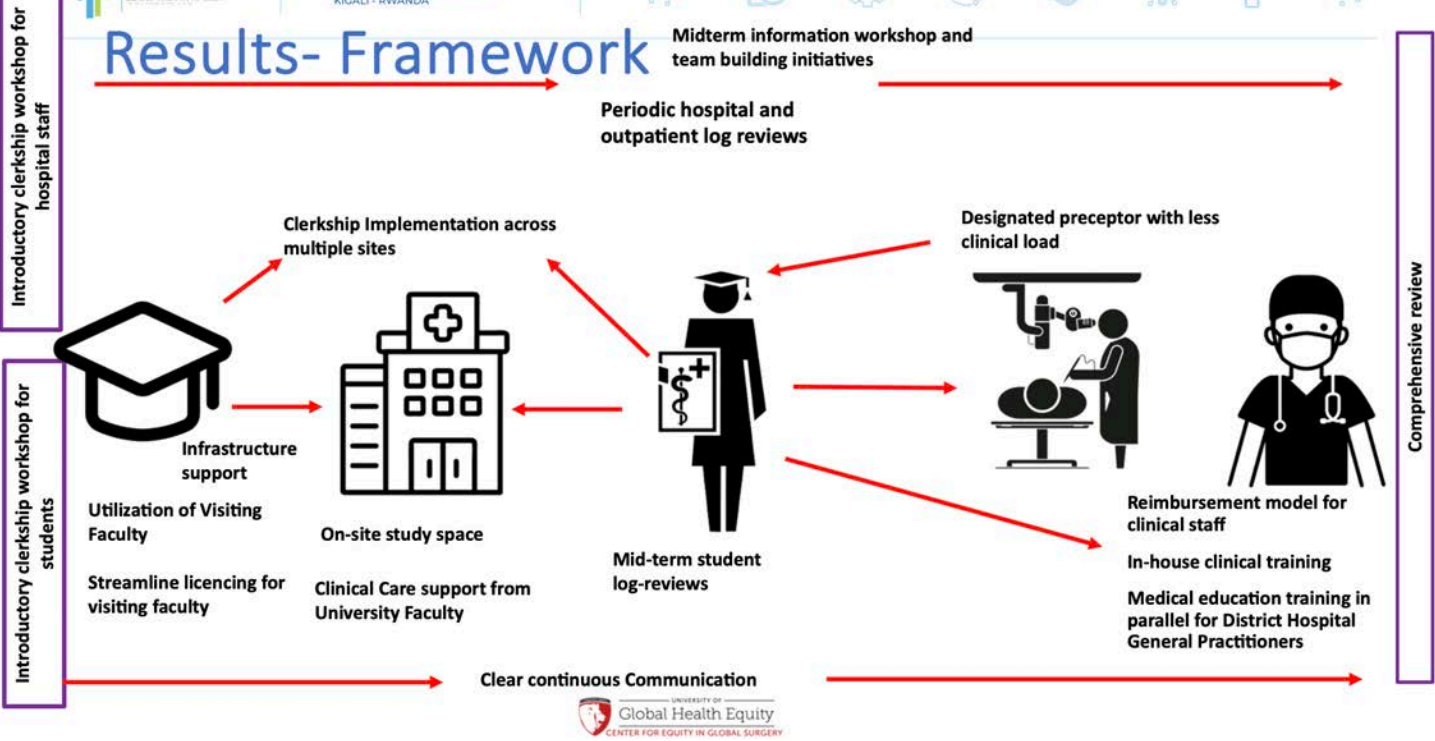 KIGALI - RWANDA
Results- Framework
Midterm information workshop and
team building initiatives
Periodic hospital and
outpatient log reviews
Introductory clerkship workshop for
hospital staff
Introductory clerkship workshop for
students
Clerkship Implementation across
multiple sites
Designated preceptor with less
clinical load
Infrastructure
support
Utilization of Visiting
Faculty
Streamline licencing for
visiting faculty
On-site study space
Clinical Care support from
University Faculty
Mid-term student
log-reviews
Reimbursement model for
clinical staff
In-house clinical training
Medical education training in
parallel for District Hospital
General Practitioners
Comprehensive review
Clear continuous Communication
UNIVERSITY OF
Global Health Equity
CENTER FOR EQUITY IN GLOBAL SURGERY